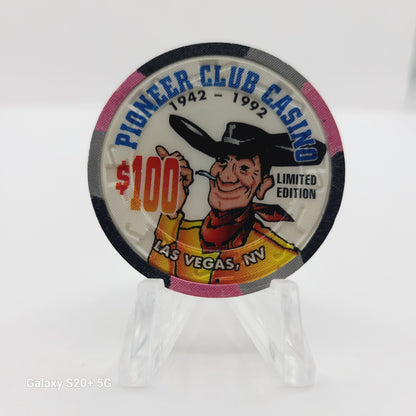 PIONEER CLUB CASINO
1942 - 1992
$100
LIMITED
EDITION
LAS VEGAS, NV
Galaxy S20+ 5G